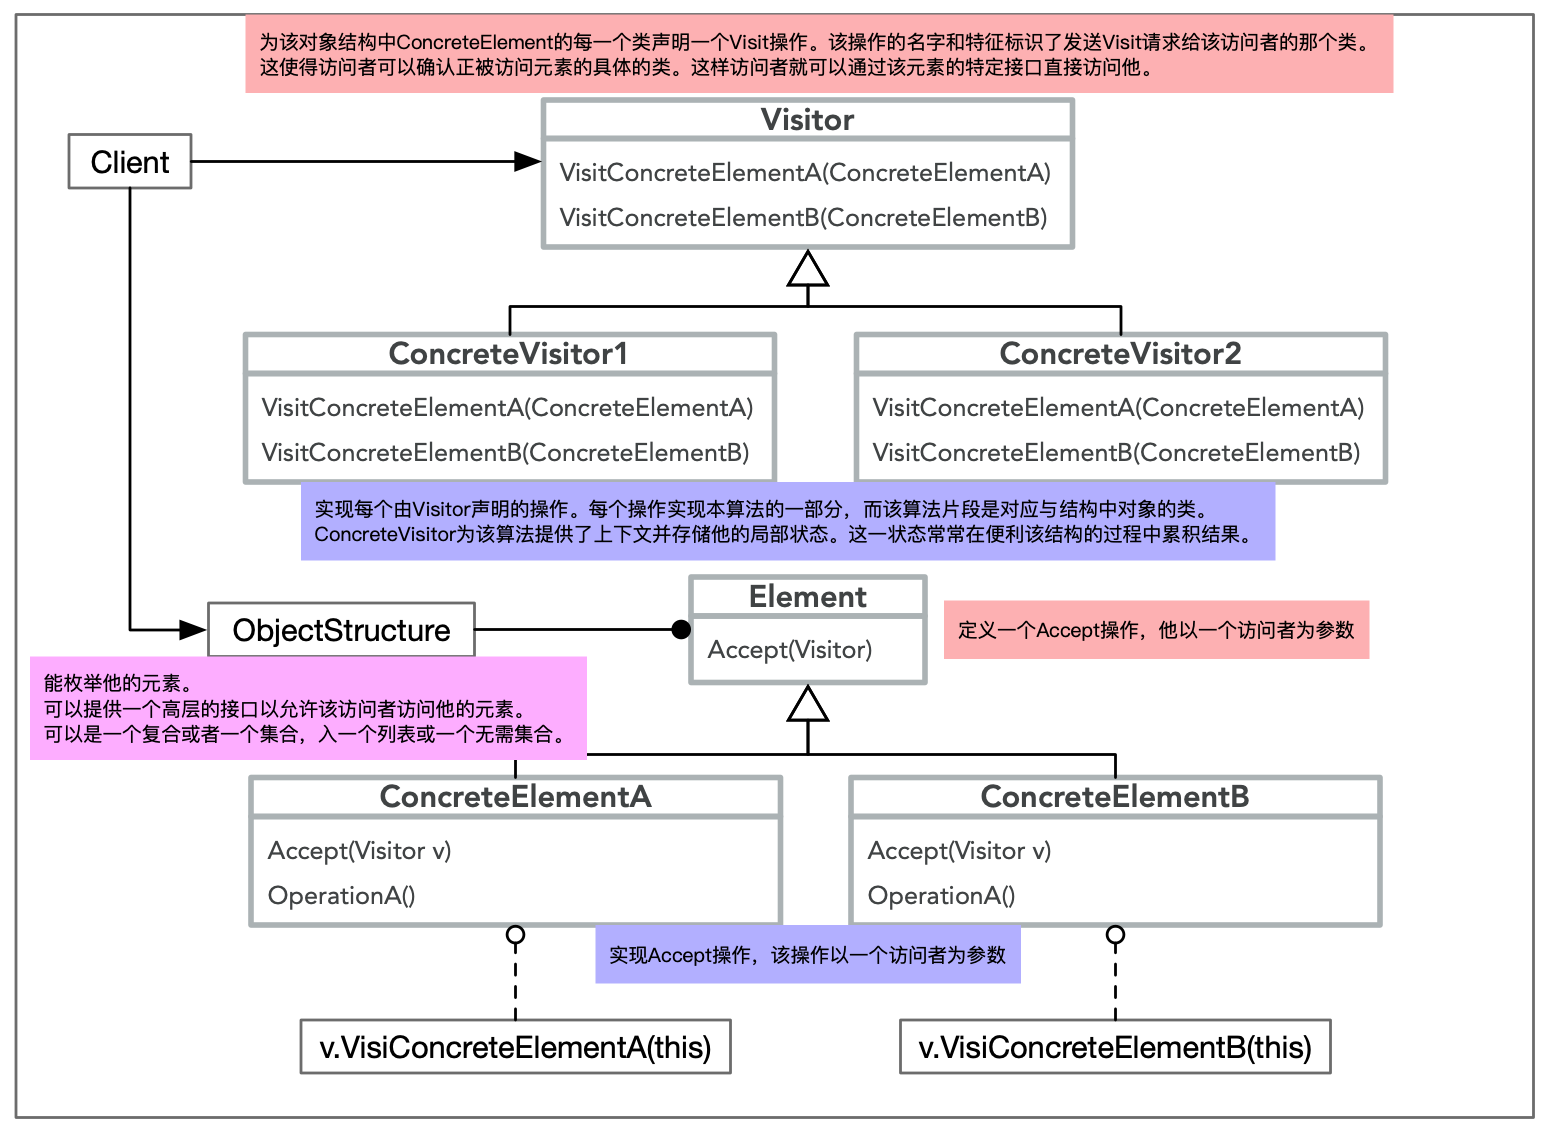 为该对象结构中ConcreteElement的每一个类声明一个Visit操作。该操作的名字和特征标识了发送Visit请求给该访问者的那个类。
这使得访问者可以确认正被访问元素的具体的类。这样访问者就可以通过该元素的特定接口直接访问他。
Visitor
Client
VisitConcreteElementA(ConcreteElementA)
VisitConcreteElementB(ConcreteElementB)
ConcreteVisitor1
VisitConcreteElementA(ConcreteElementA)
VisitConcreteElementB(ConcreteElementB)
ConcreteVisitor2
VisitConcreteElementA(ConcreteElementA)
VisitConcreteElementB(ConcreteElementB)
实现每个由Visitor声明的操作。每个操作实现本算法的一部分，而该算法片段是对应与结构中对象的类。
ConcreteVisitor为该算法提供了上下文并存储他的局部状态。这一状态常常在便利该结构的过程中累积结果。
Element
Accept(Visitor)
定义一个Accept操作，他以一个访问者为参数
ObjectStructure
能枚举他的元素。
可以提供一个高层的接口以允许该访问者访问他的元素。
可以是一个复合或者一个集合，入一个列表或一个无需集合。
ConcreteElementA
Accept(Visitor v)
OperationA()
ConcreteElementB
Accept(Visitor v)
OperationA()
实现Accept操作，该操作以一个访问者为参数
v.VisiConcreteElementA(this)
v.VisiConcreteElementB(this)